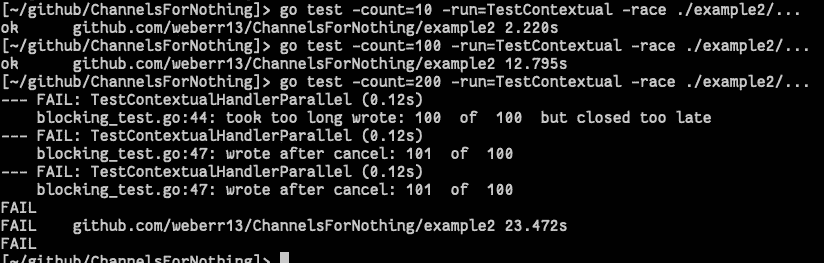 [~/github/ChannelsForNothing]> go test -count=10 -run=TestContextual -race ./example2/...
ok      github.com/weberr13/ChannelsForNothing/example2 2.220s
[~/github/ChannelsForNothing]> go test -count=100 -run=TestContextual -race ./example2/...
ok      github.com/weberr13/ChannelsForNothing/example2 12.795s
[~/github/ChannelsForNothing]> go test -count=200 -run=TestContextual -race ./example2/...
--- FAIL: TestContextualHandlerParallel (0.12s)
    blocking_test.go:44: took too long wrote: 100  of  100  but closed too late
--- FAIL: TestContextualHandlerParallel (0.12s)
    blocking_test.go:47: wrote after cancel: 101  of  100
--- FAIL: TestContextualHandlerParallel (0.12s)
    blocking_test.go:47: wrote after cancel: 101  of  100
FAIL
FAIL    github.com/weberr13/ChannelsForNothing/example2 23.472s
FAIL
[~/github/ChannelsForNothing]>